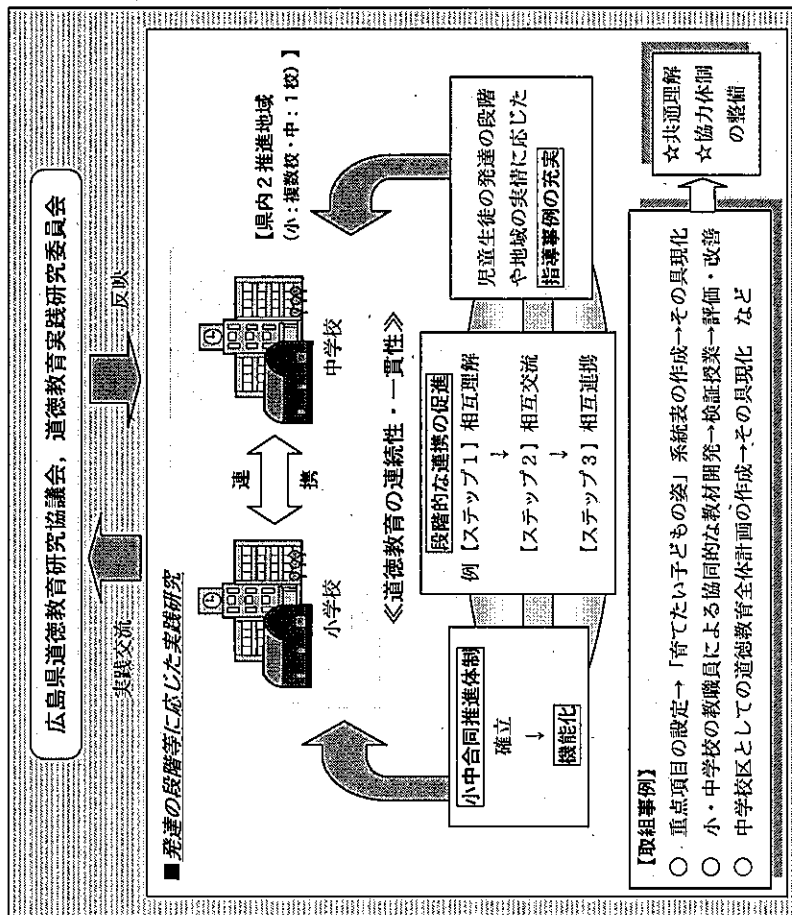 広島県道徳教育研究協議会，道徳教育実践研究委員会
実践交流
反映
■ 発達の段階等に応じた実践研究
【県内2推進地域
（小：複数校・中：1校）】
小学校
連
携
中学校
≪道徳教育の連続性・一貫性≫
小中合同推進体制
確立
↓
機能化
段階的な連携の促進
例【ステップ1】相互理解
↓
【ステップ2】相互交流
↓
【ステップ3】相互連携
児童生徒の発達の段階
や地域の実情に応じた
指導事例の充実
【取組事例】
○ 重点項目の設定→「育てたい子どもの姿」系統表の作成→その具現化
○ 小・中学校の教職員による協同的な教材開発→検証授業→評価・改善
○ 中学校区としての道徳教育全体計画の作成→その具現化 など
☆共通理解
☆協力体制
の整備